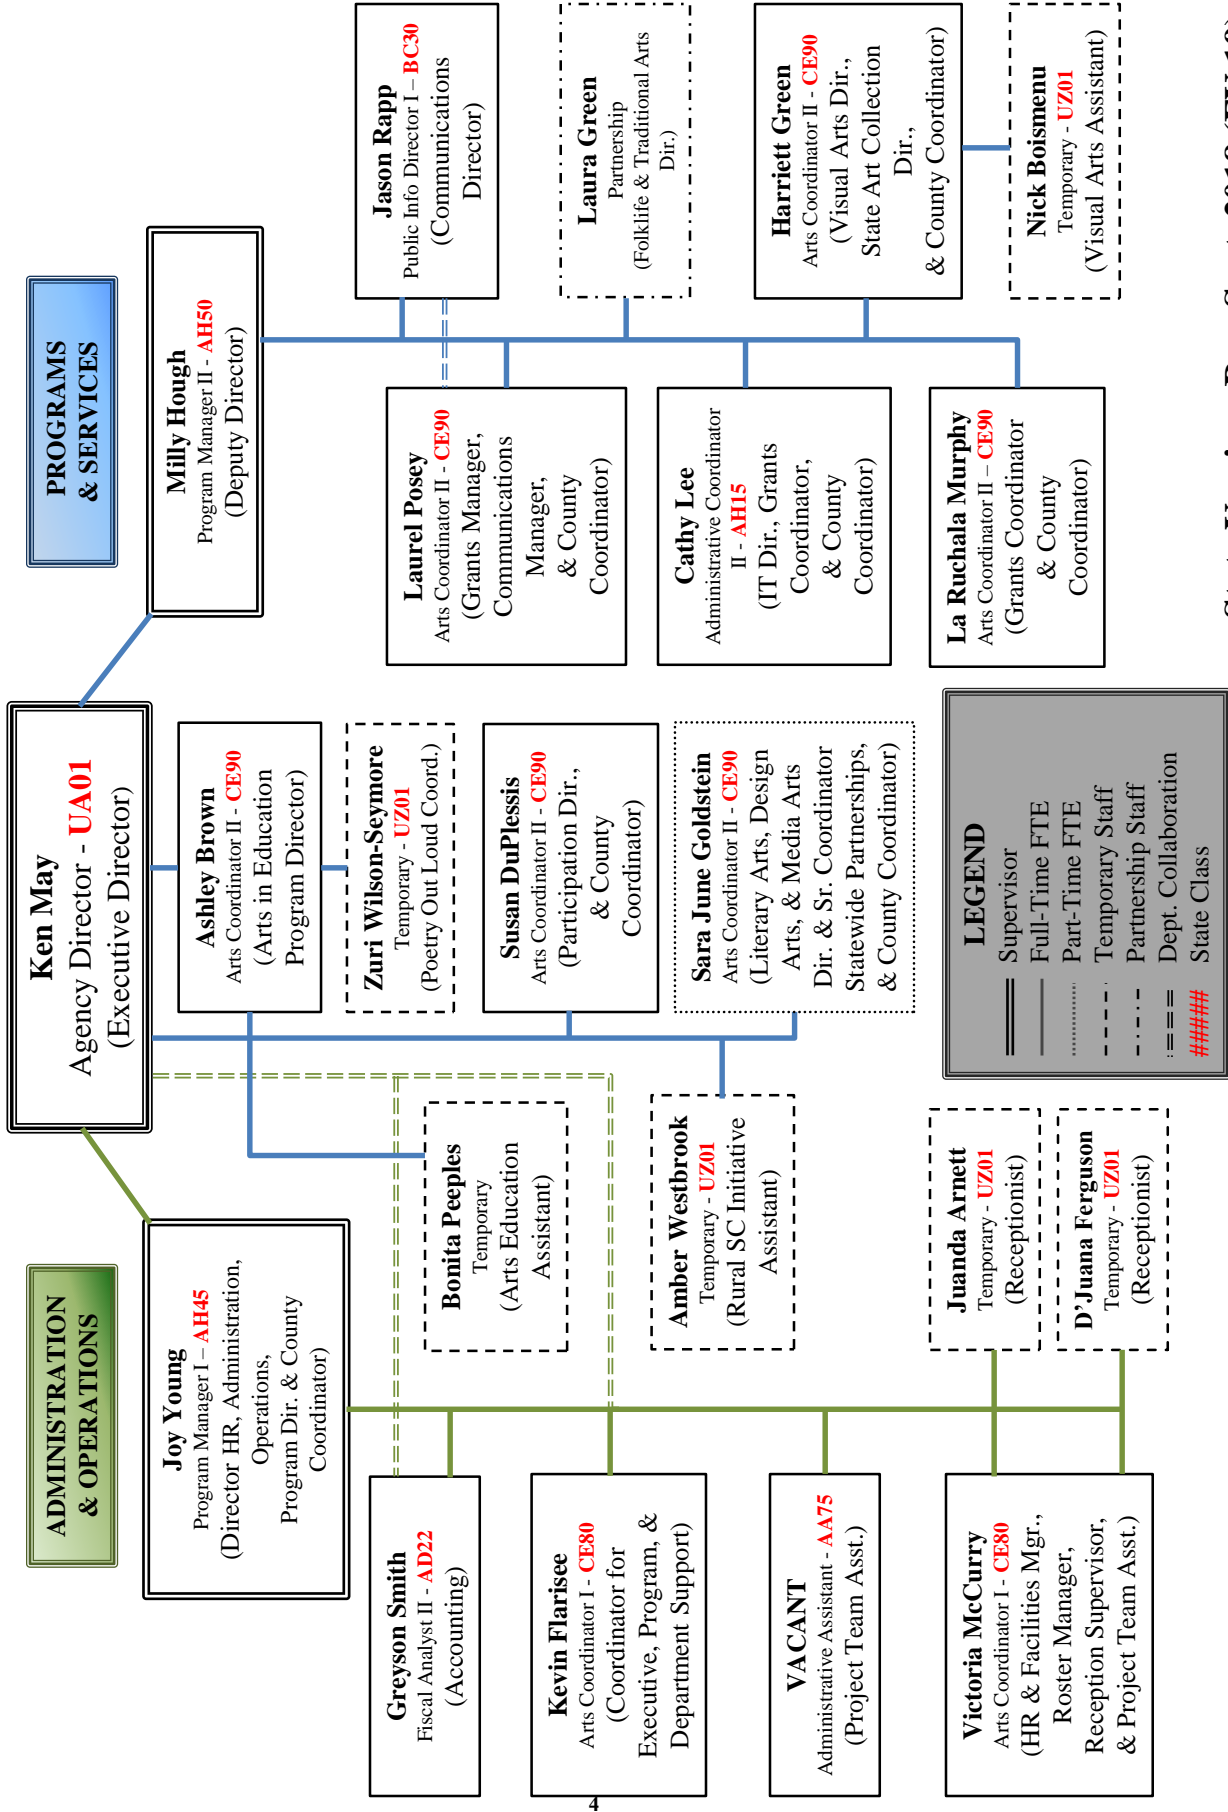 ADMINISTRATION
& OPERATIONS
PROGRAMS
& SERVICES
Ken May
Agency Director - UA01
(Executive Director)
Joy Young
Program Manager I – AH45
(Director HR, Administration,
Operations,
Program Dir. & County
Coordinator)
Milly Hough
Program Manager II - AH50
(Deputy Director)
Greyson Smith
Fiscal Analyst II - AD22
(Accounting)
Kevin Flarisee
Arts Coordinator I - CE80
(Coordinator for
Executive, Program, &
Department Support)
VACANT
Administrative Assistant - AA75
(Project Team Asst.)
Victoria McCurry
Arts Coordinator I - CE80
(HR & Facilities Mgr.,
Roster Manager,
Reception Supervisor,
& Project Team Asst.)
Juanda Arnett
Temporary - UZ01
(Receptionist)
D’Juana Ferguson
Temporary - UZ01
(Receptionist)
Bonita Peeples
Temporary
(Arts Education
Assistant)
Amber Westbrook
Temporary - UZ01
(Rural SC Initiative
Assistant)
Ashley Brown
Arts Coordinator II - CE90
(Arts in Education
Program Director)
Zuri Wilson-Seymore
Temporary - UZ01
(Poetry Out Loud Coord.)
Susan DuPlessis
Arts Coordinator II - CE90
(Participation Dir.,
& County
Coordinator)
Sara June Goldstein
Arts Coordinator II - CE90
(Literary Arts, Design
Arts, & Media Arts
Dir. & Sr. Coordinator
Statewide Partnerships,
& County Coordinator)
Laurel Posey
Arts Coordinator II - CE90
(Grants Manager,
Communications
Manager,
& County
Coordinator)
Cathy Lee
Administrative Coordinator
II - AH15
(IT Dir., Grants
Coordinator,
& County
Coordinator)
La Ruchala Murphy
Arts Coordinator II – CE90
(Grants Coordinator
& County
Coordinator)
Jason Rapp
Public Info Director I – BC30
(Communications
Director)
Laura Green
Partnership
(Folklife & Traditional Arts
Dir.)
Harriett Green
Arts Coordinator II - CE90
(Visual Arts Dir.,
State Art Collection
Dir.,
& County Coordinator)
Nick Boismenu
Temporary - UZ01
(Visual Arts Assistant)
LEGEND
Supervisor
Full-Time FTE
Part-Time FTE
Temporary Staff
Partnership Staff
Dept. Collaboration
##### State Class
4